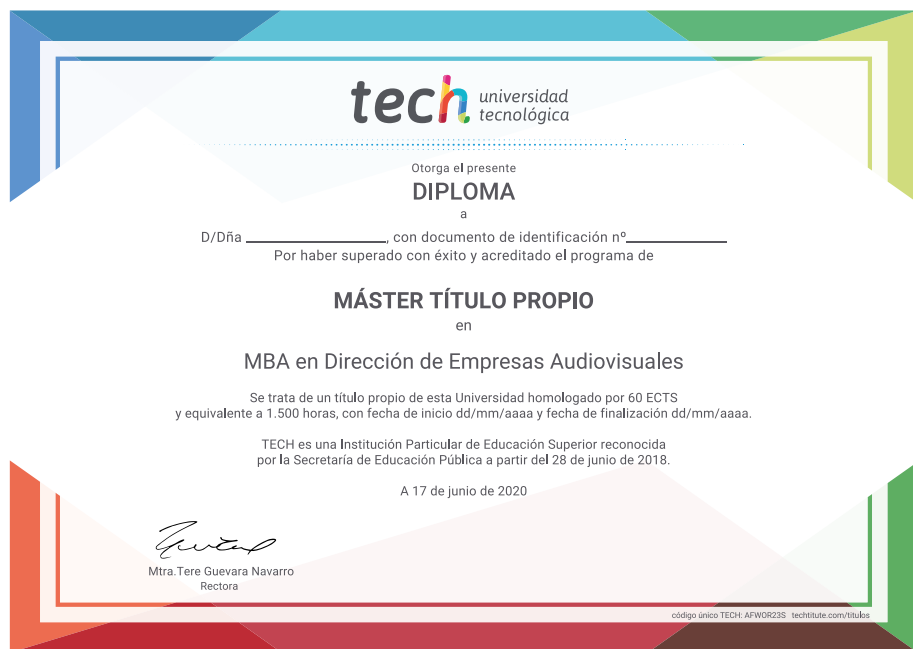 tech universidad
tecnológica
Otorga el presente
DIPLOMA
a
D/Dña ______________, con documento de identificación nº__________
Por haber superado con éxito y acreditado el programa de
MÁSTER TÍTULO PROPIO
en
MBA en Dirección de Empresas Audiovisuales
Se trata de un título propio de esta Universidad homologado por 60 ECTS
y equivalente a 1.500 horas, con fecha de inicio dd/mm/aaaa y fecha de finalización dd/mm/aaaa.
TECH es una Institución Particular de Educación Superior reconocida
por la Secretaría de Educación Pública a partir del 28 de junio de 2018.
A 17 de junio de 2020
Mtra.Tere Guevara Navarro
Rectora
código único TECH: AFWOR23S techtitute.com/titulos